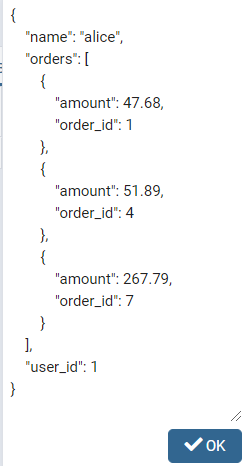 {
    "name": "alice",
    "orders": [
        {
            "amount": 47.68,
            "order_id": 1
        },
        {
            "amount": 51.89,
            "order_id": 4
        },
        {
            "amount": 267.79,
            "order_id": 7
        }
    ],
    "user_id": 1
}
OK